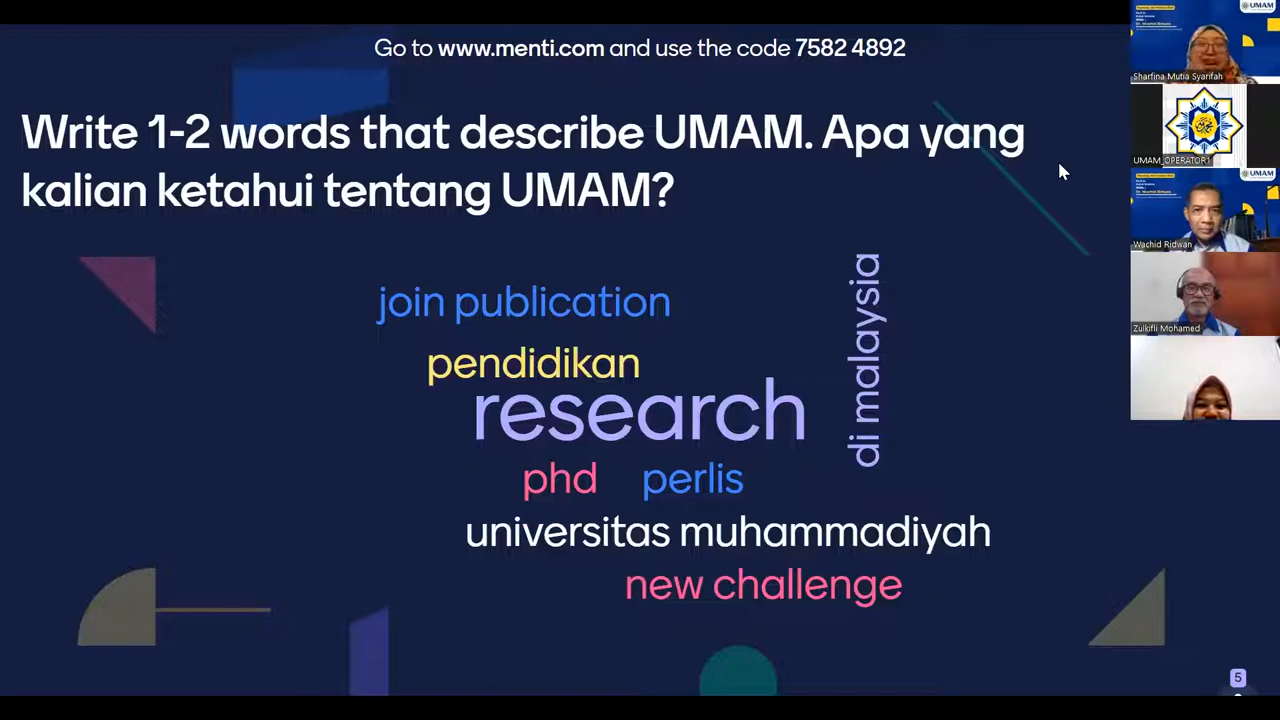 Go to www.menti.com and use the code 7582 4892
Write 1-2 words that describe UMAM. Apa yang
kalian ketahui tentang UMAM?
join publication
di malaysia
pendidikan
research
phd
perlis
universitas muhammadiyah
new challenge
5
UMAM
Sharfina Mutia Syarifah
UMAM_OPERATOR1
UMAM
Wachid Ridwan
Zulkifli Mohamed